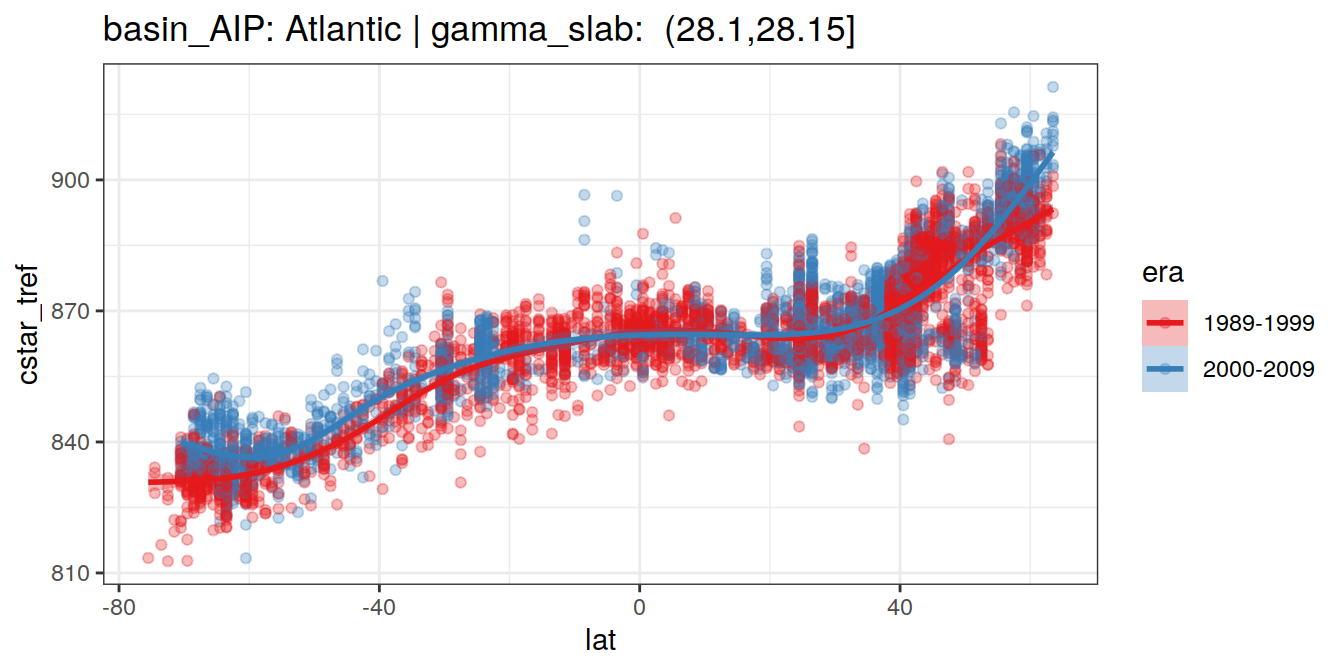 basin_AIP: Atlantic | gamma_slab:  (28.1,28.15]
cstar_tref
900
870
840
810
-80
-40
0
40
lat
era
1989-1999
2000-2009